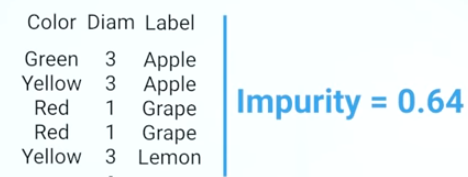 Color Diam Label
Green 3 Apple
Yellow 3 Apple
Red 1 Grape
Red 1 Grape
Yellow 3 Lemon
Impurity = 0.64